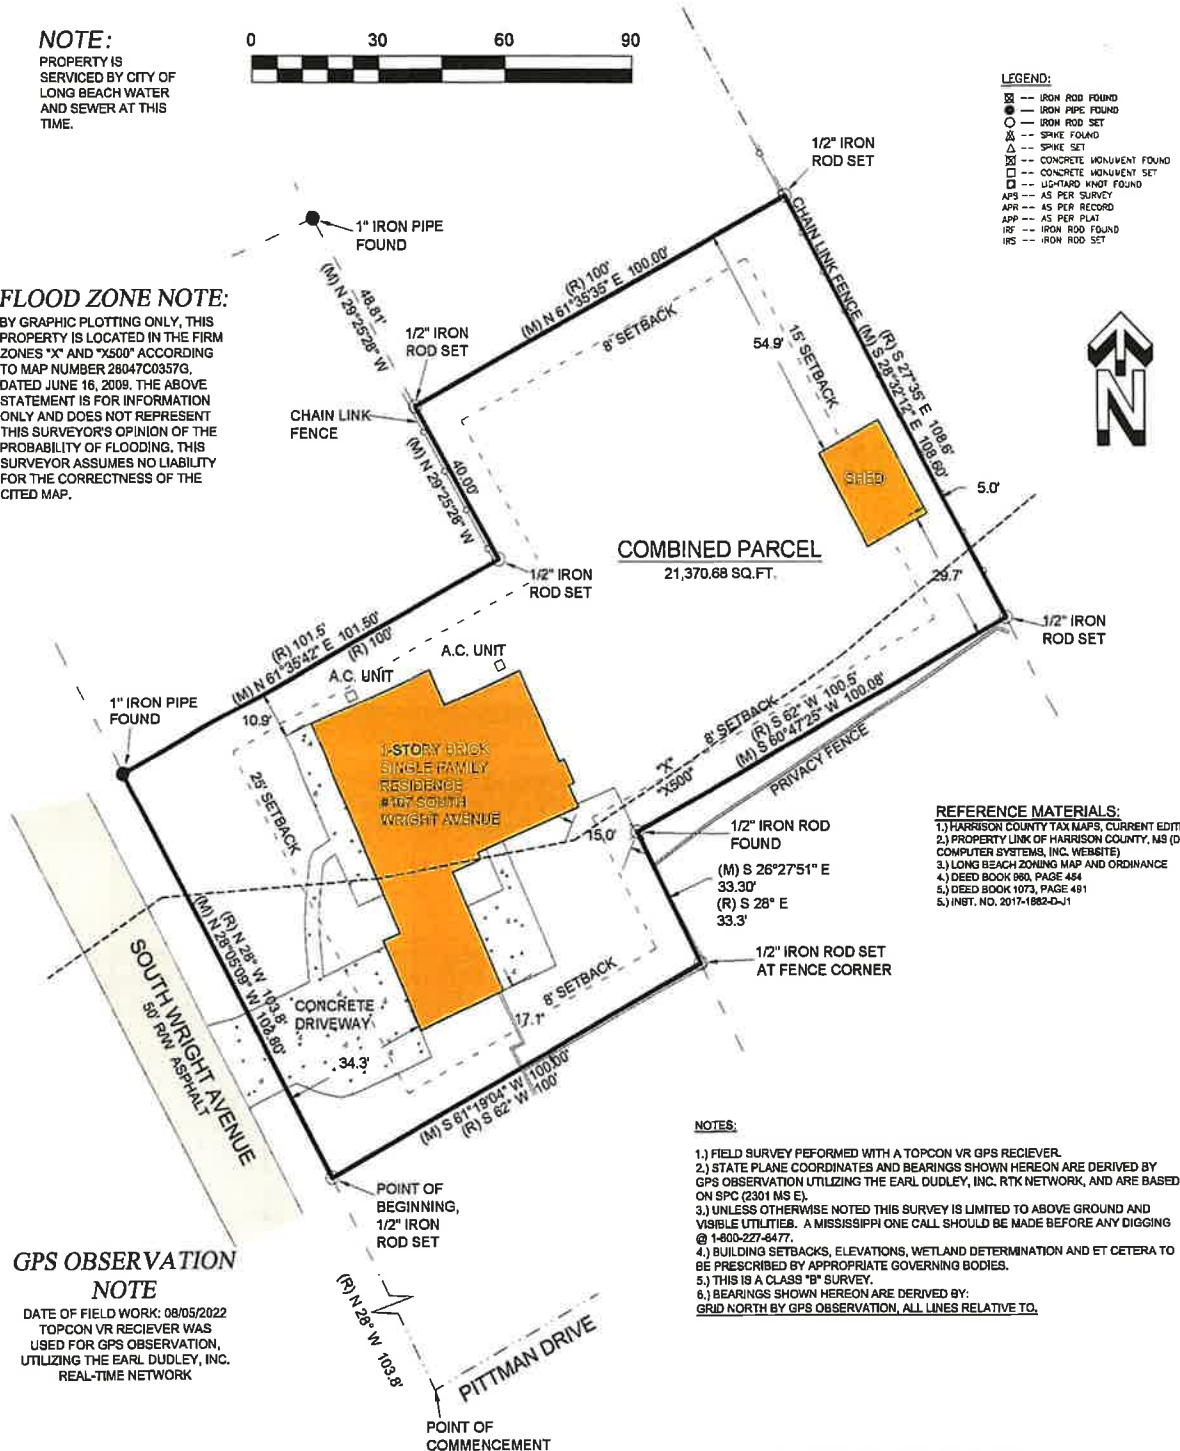 NOTE:
PROPERTY IS
SERVICED BY CITY OF
LONG BEACH WATER
AND SEWER AT THIS
TIME.
0 30 60 90
LEGEND:
-- IRON ROD FOUND
— IRON PIPE FOUND
— IRON ROD SET
-- SPIKE FOUND
-- SPIKE SET
-- CONCRETE MONUMENT FOUND
-- CONCRETE MONUMENT SET
-- LIGHTARD KNOT FOUND
APS -- AS PER SURVEY
APR -- AS PER RECORD
APP -- AS PER PLAT
IRF -- IRON ROD FOUND
IRS -- IRON ROD SET
1/2" IRON
ROD SET
1" IRON PIPE
FOUND
48.81'
(M) N 29°25'28" W
(R) 100'
(M) N 61°35'35" E 100.00'
8' SETBACK
CHAIN LINK FENCE
(R) S 27°35' E 108.6'
(M) S 28°32'12" E 108.60'
15' SETBACK
54.9'
N
FLOOD ZONE NOTE:
BY GRAPHIC PLOTTING ONLY, THIS
PROPERTY IS LOCATED IN THE FIRM
ZONES "X" AND "X500" ACCORDING
TO MAP NUMBER 28047C0357G,
DATED JUNE 16, 2009. THE ABOVE
STATEMENT IS FOR INFORMATION
ONLY AND DOES NOT REPRESENT
THIS SURVEYOR'S OPINION OF THE
PROBABILITY OF FLOODING. THIS
SURVEYOR ASSUMES NO LIABILITY
FOR THE CORRECTNESS OF THE
CITED MAP.
1/2" IRON
ROD SET
CHAIN LINK
FENCE
40.00'
(M) N 29°25'28" W
SHED
5.0'
COMBINED PARCEL
21,370.68 SQ.FT.
29.7'
1/2" IRON
ROD SET
1/2" IRON
ROD SET
(R) 101.5'
(M) N 61°35'42" E 101.50'
(R) 100'
A.C. UNIT
A.C. UNIT
1" IRON PIPE
FOUND
10.9'
25' SETBACK
1-STORY BRICK
SINGLE FAMILY
RESIDENCE
#107 SOUTH
WRIGHT AVENUE
8' SETBACK
(R) S 62° W 100.5'
(M) S 60°47'25" W 100.08'
"X"
"X500"
PRIVACY FENCE
15.0'
1/2" IRON ROD
FOUND
(M) S 26°27'51" E
33.30'
(R) S 28° E
33.3'
REFERENCE MATERIALS:
1.) HARRISON COUNTY TAX MAPS, CURRENT EDITI
2.) PROPERTY LINK OF HARRISON COUNTY, MS (D
COMPUTER SYSTEMS, INC. WEBSITE)
3.) LONG BEACH ZONING MAP AND ORDINANCE
4.) DEED BOOK 960, PAGE 454
5.) DEED BOOK 1073, PAGE 491
5.) INST. NO. 2017-1882-D-J1
1/2" IRON ROD SET
AT FENCE CORNER
(R) N 28° W 103.8'
(M) N 28°05'09" W 103.80'
SOUTH WRIGHT AVENUE
50' R/W ASPHALT
CONCRETE
DRIVEWAY
34.3'
8' SETBACK
17.1'
(M) S 61°19'04" W 100.00'
(R) S 62° W 100'
POINT OF
BEGINNING,
1/2" IRON
ROD SET
NOTES:
1.) FIELD SURVEY PEFORMED WITH A TOPCON VR GPS RECIEVER.
2.) STATE PLANE COORDINATES AND BEARINGS SHOWN HEREON ARE DERIVED BY
GPS OBSERVATION UTILIZING THE EARL DUDLEY, INC. RTK NETWORK, AND ARE BASED
ON SPC (2301 MS E).
3.) UNLESS OTHERWISE NOTED THIS SURVEY IS LIMITED TO ABOVE GROUND AND
VISIBLE UTILITIES. A MISSISSIPPI ONE CALL SHOULD BE MADE BEFORE ANY DIGGING
@ 1-800-227-6477.
4.) BUILDING SETBACKS, ELEVATIONS, WETLAND DETERMINATION AND ET CETERA TO
BE PRESCRIBED BY APPROPRIATE GOVERNING BODIES.
5.) THIS IS A CLASS "B" SURVEY.
6.) BEARINGS SHOWN HEREON ARE DERIVED BY:
GRID NORTH BY GPS OBSERVATION, ALL LINES RELATIVE TO.
GPS OBSERVATION
NOTE
DATE OF FIELD WORK: 08/05/2022
TOPCON VR RECIEVER WAS
USED FOR GPS OBSERVATION,
UTILIZING THE EARL DUDLEY, INC.
REAL-TIME NETWORK
(R) N 28° W 103.8'
PITTMAN DRIVE
POINT OF
COMMENCEMENT